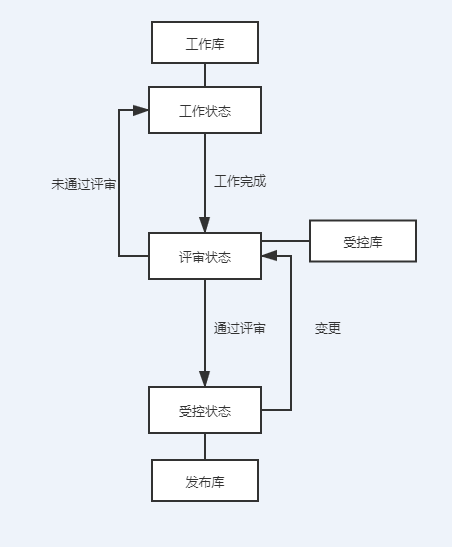 工作库
工作状态
工作完成
未通过评审
评审状态
受控库
通过评审
变更
受控状态
发布库